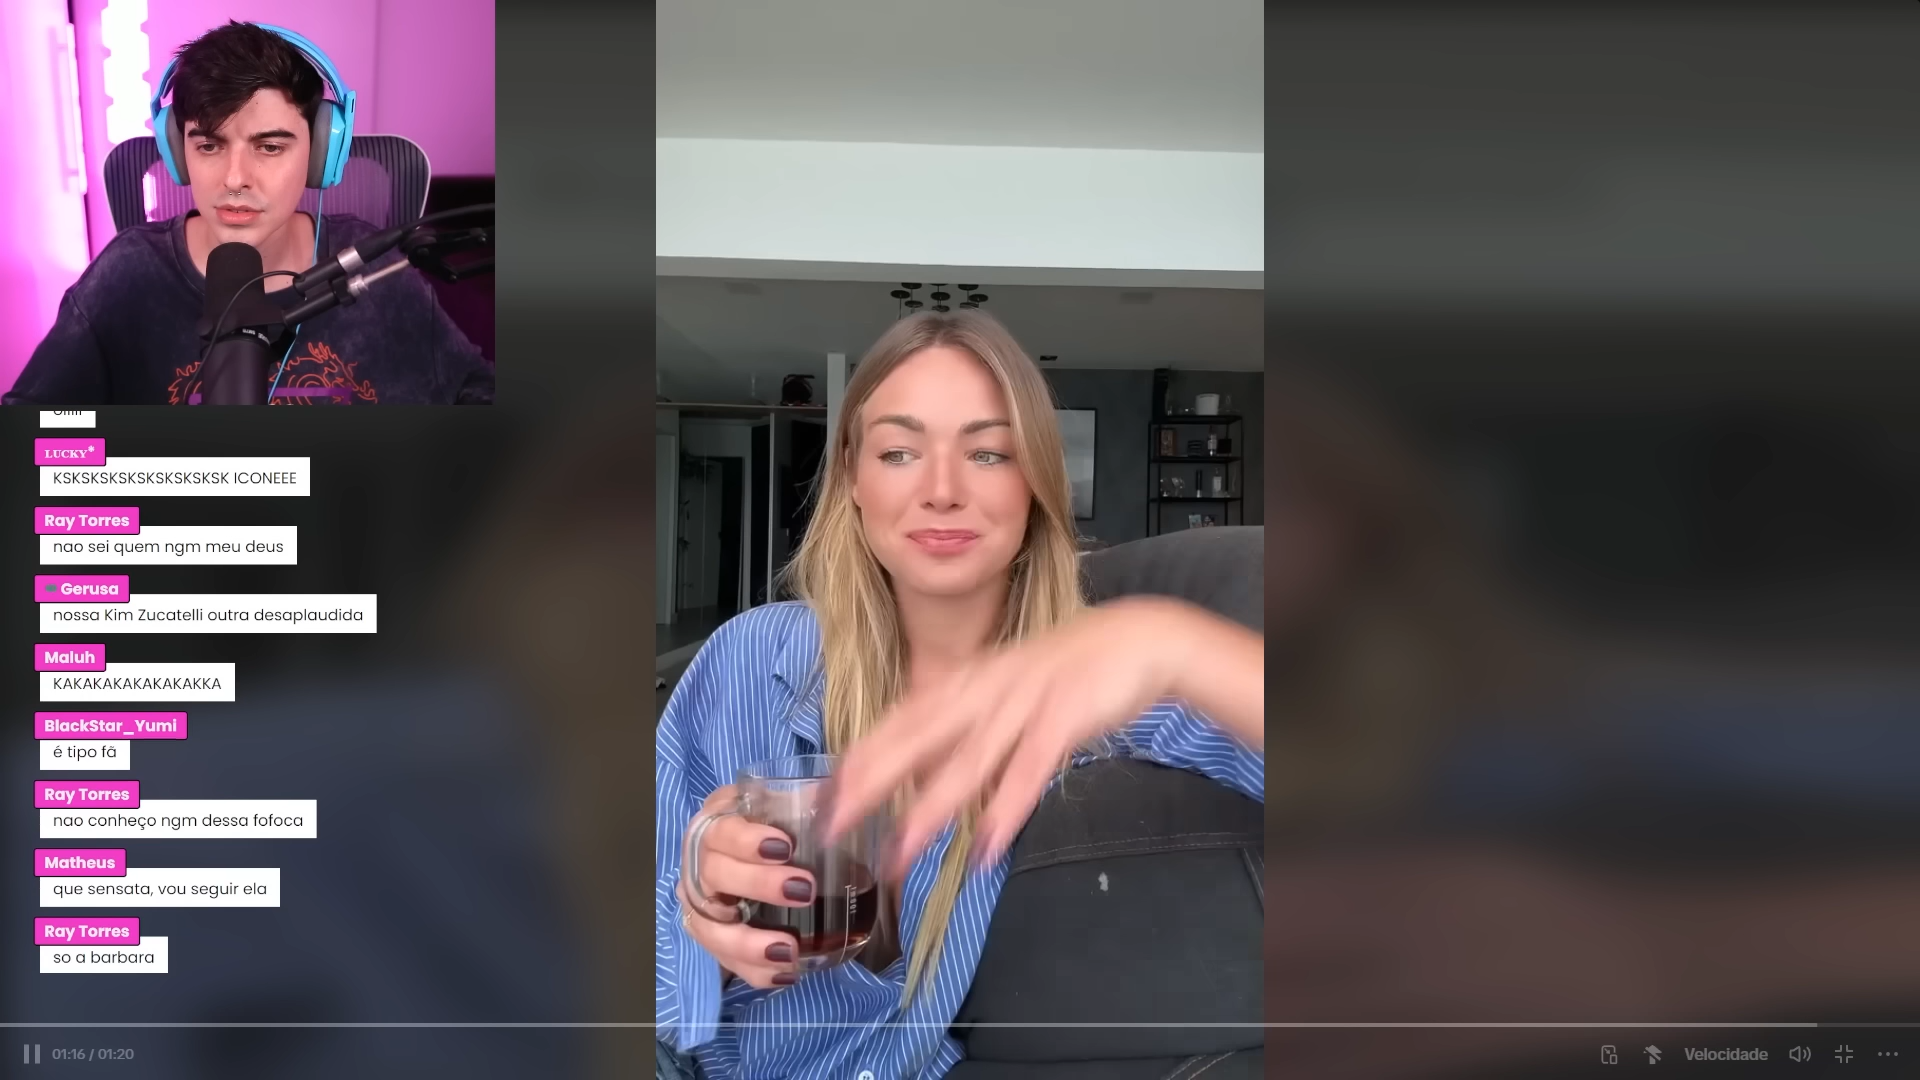 LUCKY*
KSKSKSKSKSKSKSKSKSK ICONEEE
Ray Torres
nao sei quem ngm meu deus
Gerusa
nossa Kim Zucatelli outra desaplaudida
Maluh
KAKAKAKAKAKAKAKKA
BlackStar_Yumi
é tipo fã
Ray Torres
nao conheço ngm dessa fofoca
Matheus
que sensata, vou seguir ela
Ray Torres
so a barbara
01:16 / 01:20
Velocidade